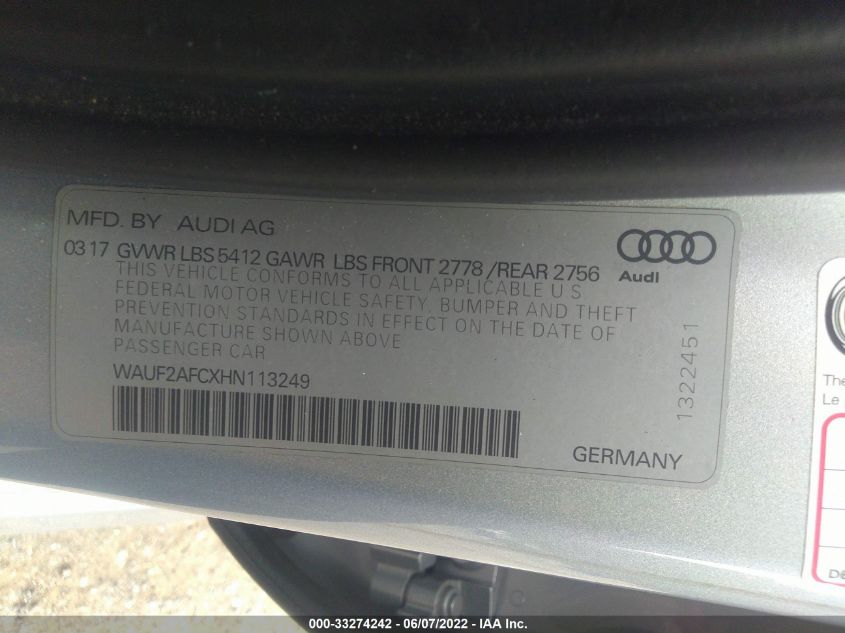 MFD. BY AUDI AG
0317 GVWR LBS 5412 GAWR LBS FRONT 2778 /REAR 2756
THIS VEHICLE CONFORMS TO ALL APPLICABLE U S
FEDERAL MOTOR VEHICLE SAFETY, BUMPER AND THEFT
PREVENTION STANDARDS IN EFFECT ON THE DATE OF
MANUFACTURE SHOWN ABOVE
PASSENGER CAR
WAUF2AFCXHN113249
GERMANY
Audi
1322451
The
Le
000-33274242 - 06/07/2022 - IAA Inc.